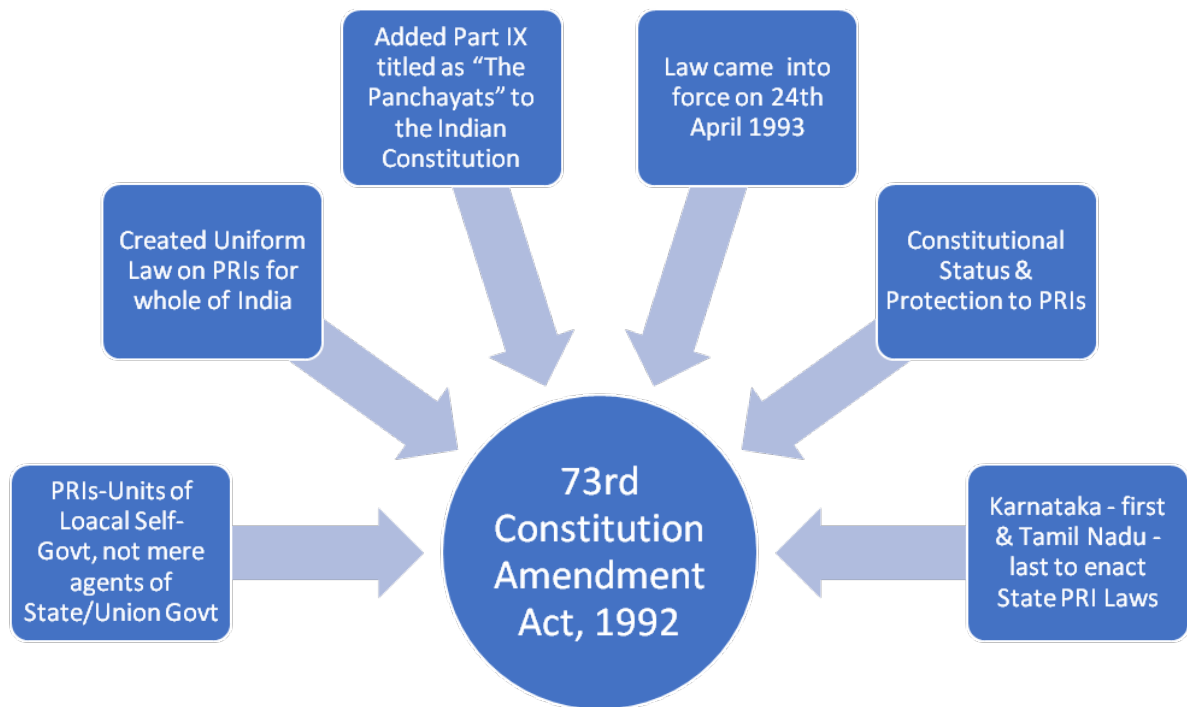 Added Part IX
titled as “The
Panchayats” to
the Indian
Constitution
Law came into
force on 24th
April 1993
Created Uniform
Law on PRIs for
whole of India
Constitutional
Status &
Protection to PRIs
PRIs-Units of
Loacal Self-
Govt, not mere
agents of
State/Union Govt
73rd
Constitution
Amendment
Act, 1992
Karnataka - first
& Tamil Nadu -
last to enact
State PRI Laws